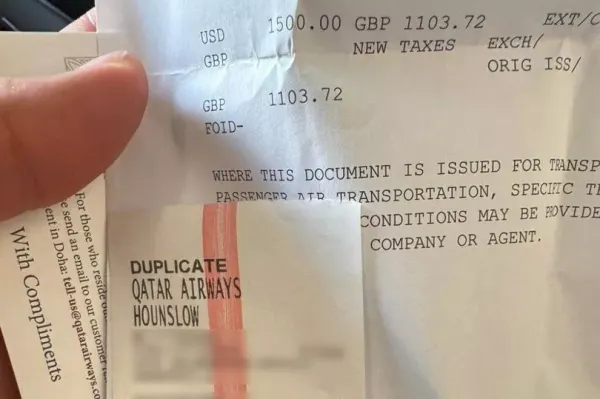 USD 1500.00 GBP 1103.72 EXT/
GBP NEW TAXES EXCH/
ORIG ISS/
GBP 1103.72
FOID-
WHERE THIS DOCUMENT IS ISSUED FOR
PASSENGER AIR TRANSPORTATION, SPECIFIC
CONDITIONS MAY BE PROVIDE
COMPANY OR AGENT.
DUPLICATE
QATAR AIRWAYS
HOUNSLOW
For those who reside
send an email to our customer
in Doha: tell-us@qatarairways.co
With Compliments